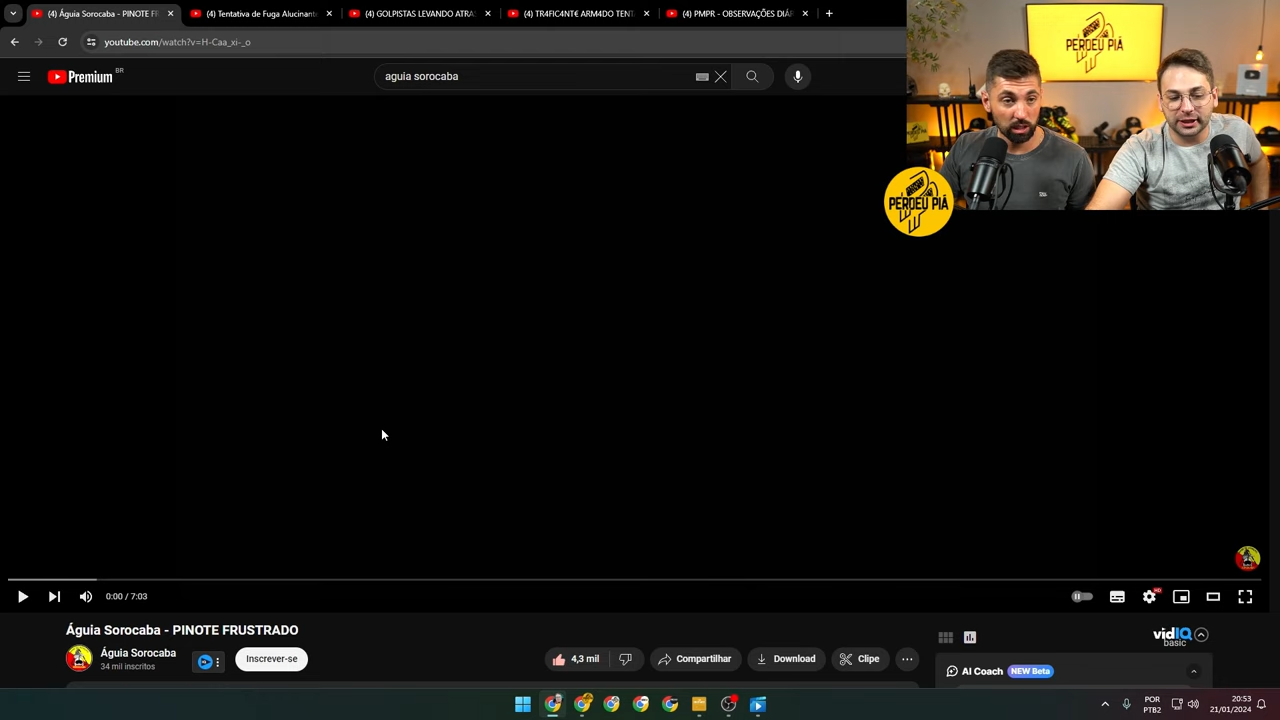 (4) Águia Sorocaba - PINOTE FR
(4) Tentativa de Fuga Alucinante
(4) GOLPISTAS LEVANDO ATRA
(4) TR4FIC4NT€ ARM4DO TENT
(4) PMPR - OBSERVAÇÕES DIÁR
youtube.com/watch?v=H-Caa_xi-_o
Premium BR
aguia sorocaba
PERDEU PIÁ
PERDEU PIÁ
0:00 / 7:03
HD
Águia Sorocaba - PINOTE FRUSTRADO
Águia Sorocaba
34 mil inscritos
Inscrever-se
4,3 mil
Compartilhar
Download
Clipe
vidIQ
basic
AI Coach NEW Beta
POR
PTB2
20:53
21/01/2024